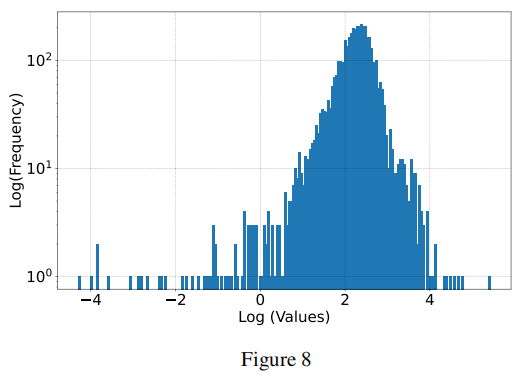 10²
10¹
10⁰
Log(Frequency)
−4 −2 0 2 4
Log (Values)
Figure 8